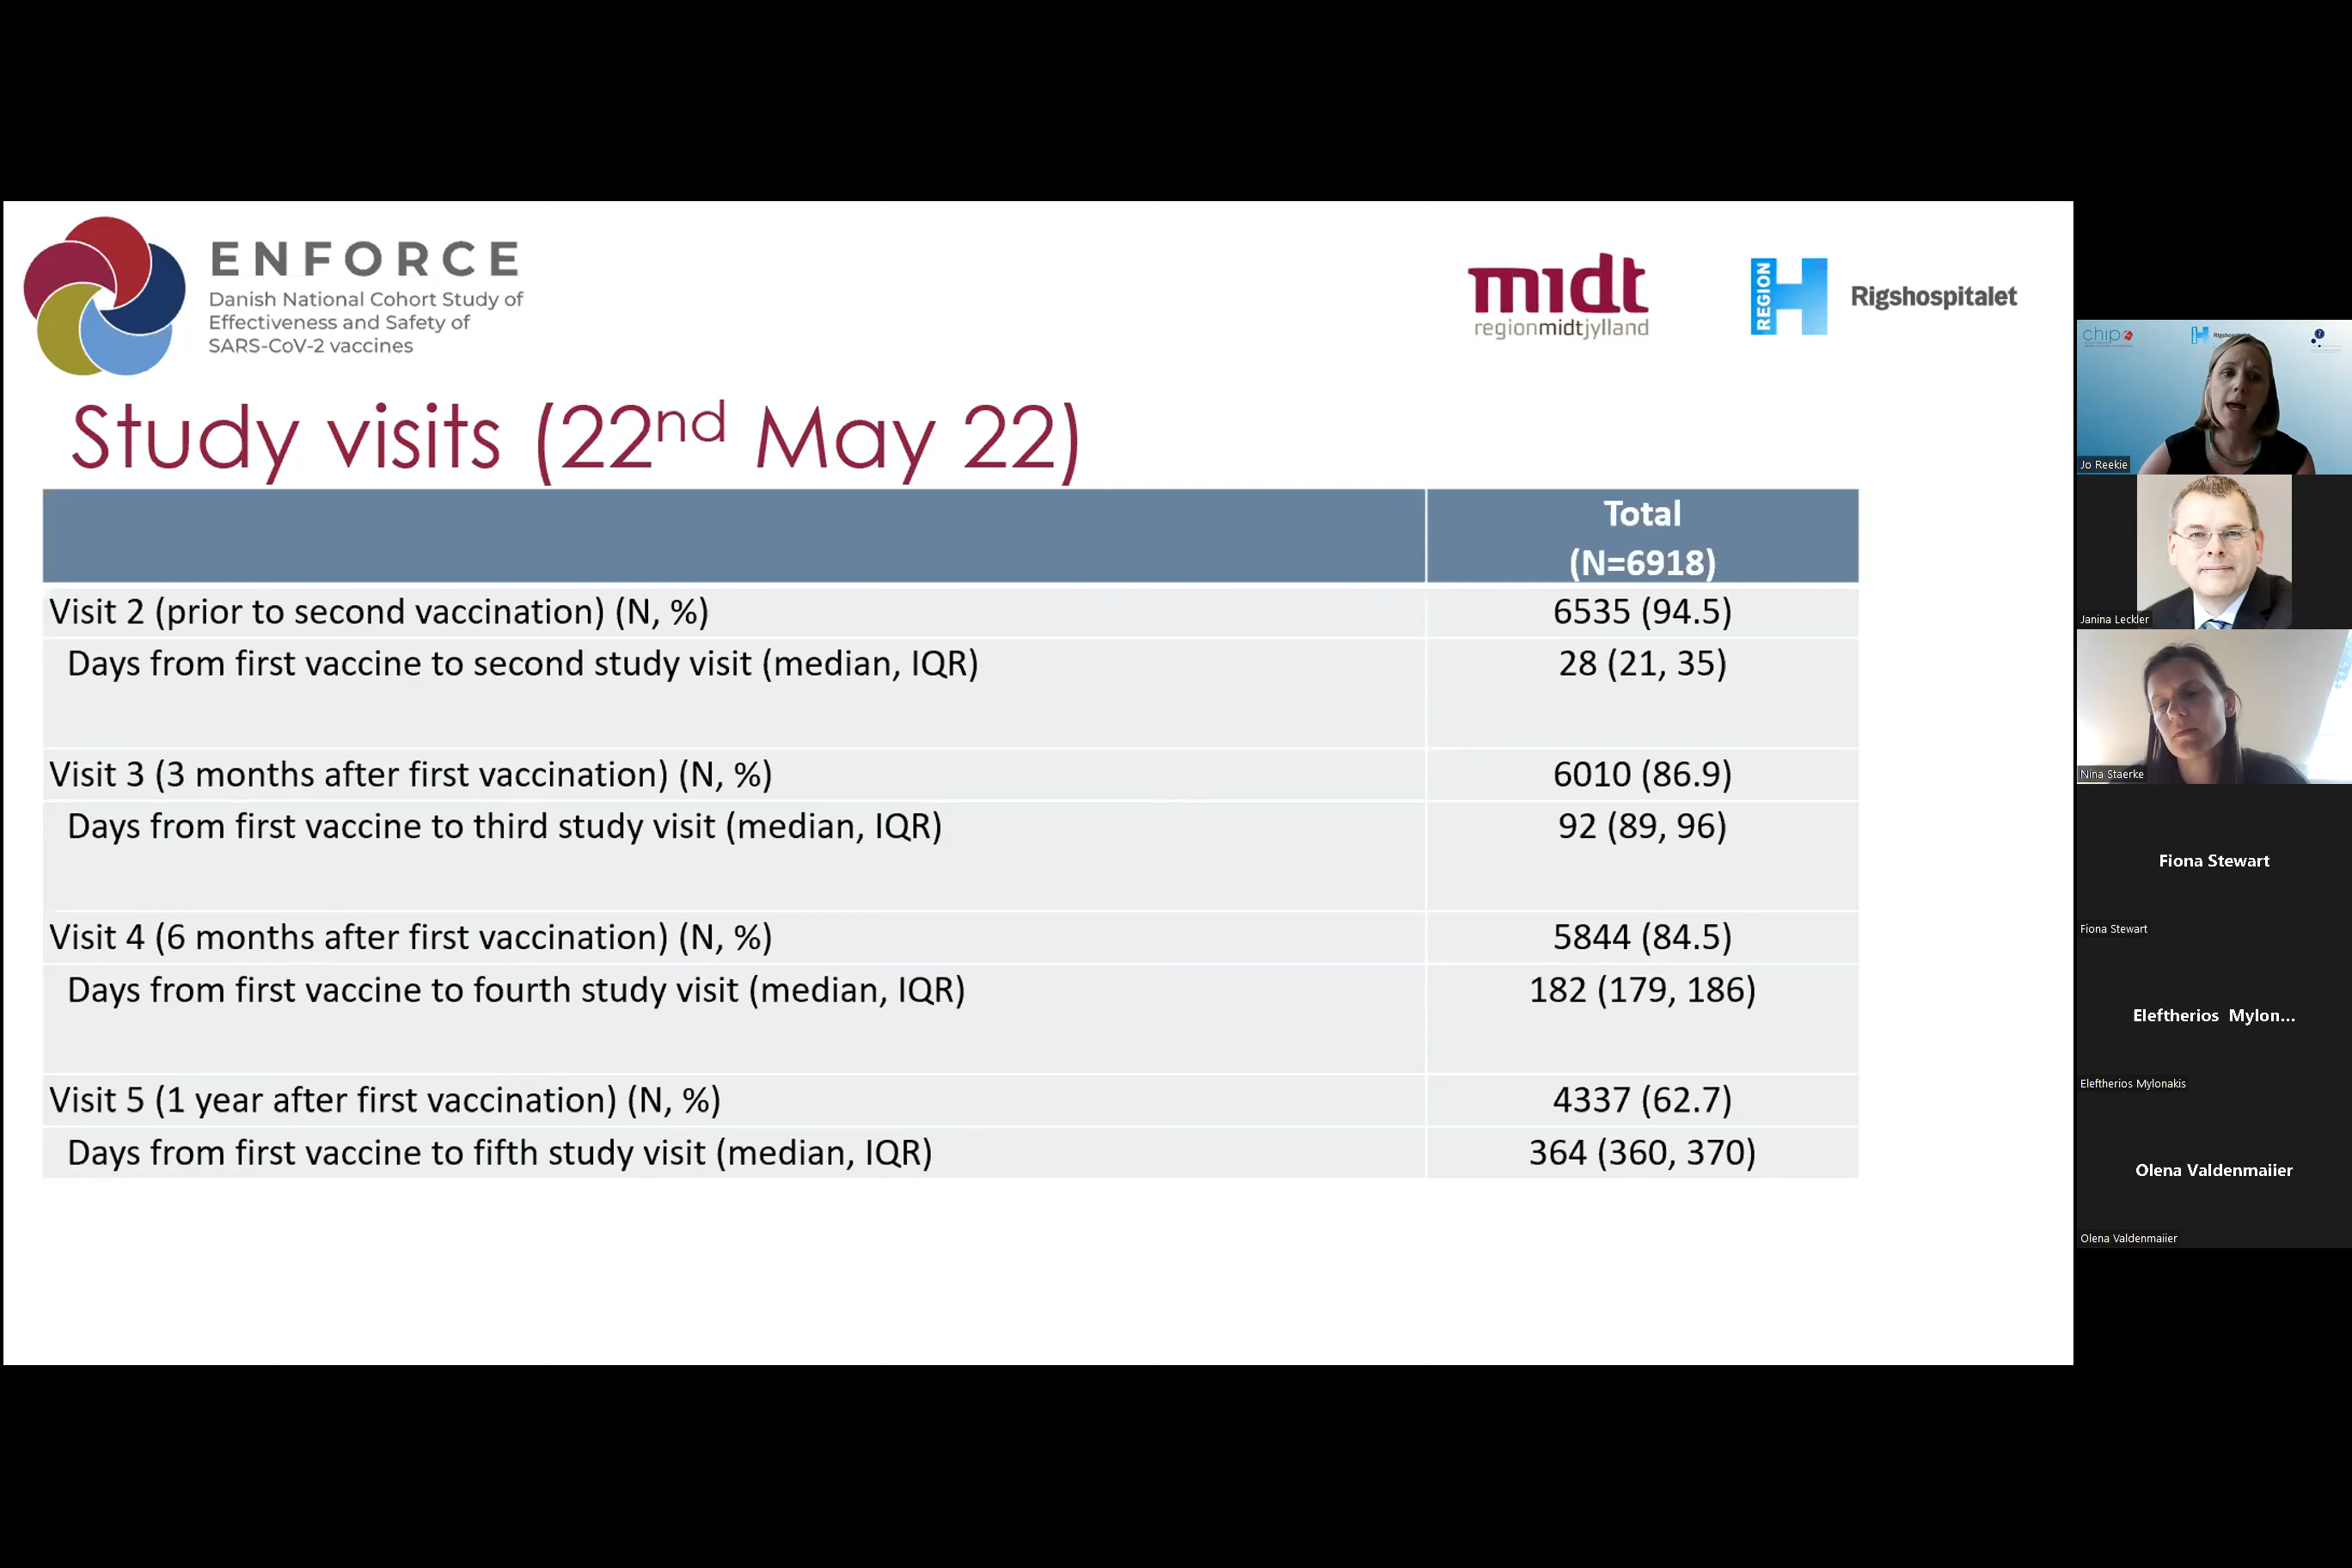 ENFORCE
Danish National Cohort Study of
Effectiveness and Safety of
SARS-CoV-2 vaccines
midt
regionmidtjylland
REGION
H
Rigshospitalet
Study visits (22nd May 22)
Total
(N=6918)
Visit 2 (prior to second vaccination) (N, %) 6535 (94.5)
Days from first vaccine to second study visit (median, IQR) 28 (21, 35)
Visit 3 (3 months after first vaccination) (N, %) 6010 (86.9)
Days from first vaccine to third study visit (median, IQR) 92 (89, 96)
Visit 4 (6 months after first vaccination) (N, %) 5844 (84.5)
Days from first vaccine to fourth study visit (median, IQR) 182 (179, 186)
Visit 5 (1 year after first vaccination) (N, %) 4337 (62.7)
Days from first vaccine to fifth study visit (median, IQR) 364 (360, 370)
chip
Jo Reekie
Janina Leckler
Nina Staerke
Fiona Stewart
Fiona Stewart
Eleftherios Mylon...
Eleftherios Mylonakis
Olena Valdenmaiier
Olena Valdenmaiier